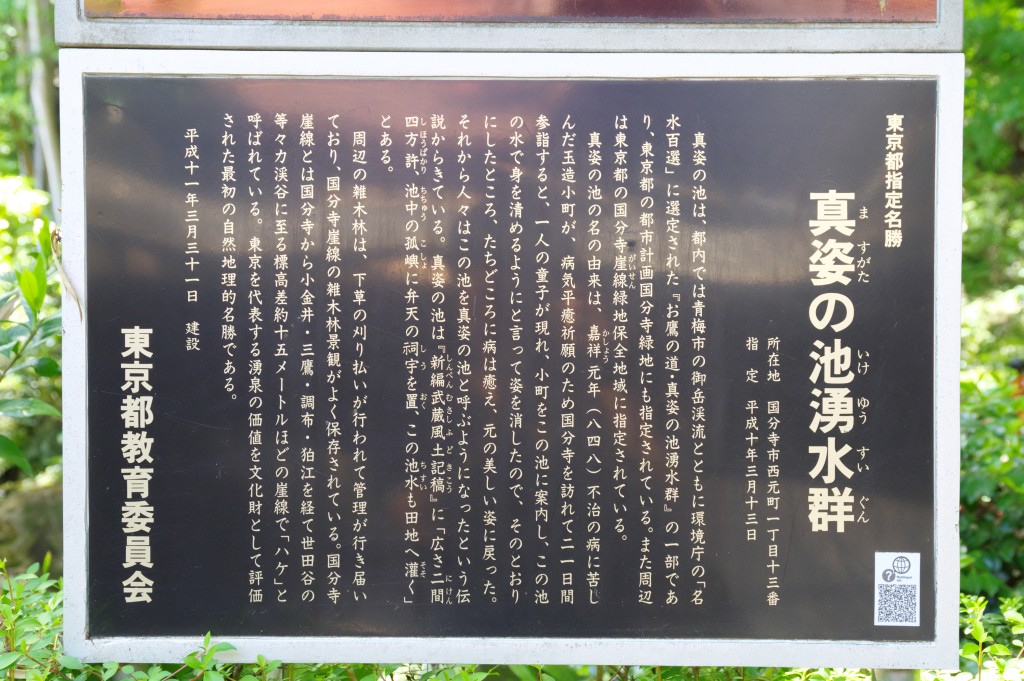 東京都指定名勝
真姿の池湧水群
所在地　国分寺市西元町一丁目十三番
指　定　平成十年三月十三日
真姿の池は、都内では青梅市の御岳渓流とともに環境庁の「名
水百選」に選定された『お鷹の道・真姿の池湧水群』の一部であ
り、東京都の都市計画国分寺緑地にも指定されている。また周辺
は東京都の国分寺崖線緑地保全地域に指定されている。
真姿の池の名の由来は、嘉祥元年（八四八）不治の病に苦し
んだ玉造小町が、病気平癒祈願のため国分寺を訪れて二一日間
参詣すると、一人の童子が現れ、小町をこの池に案内し、この池
の水で身を清めるようにと言って姿を消したので、そのとおり
にしたところ、たちどころに病は癒え、元の美しい姿に戻った。
それから人々はこの池を真姿の池と呼ぶようになったという伝
説からきている。真姿の池は『新編武蔵風土記稿』に「広さ二間
四方許、池中の孤嶼に弁天の祠宇を置、この池水も田地へ灌ぐ」
とある。
周辺の雑木林は、下草の刈り払いが行われて管理が行き届い
ており、国分寺崖線の雑木林景観がよく保存されている。国分寺
崖線とは国分寺から小金井・三鷹・調布・狛江を経て世田谷の
等々力渓谷に至る標高差約十五メートルほどの崖線で「ハケ」と
呼ばれている。東京を代表する湧泉の価値を文化財として評価
された最初の自然地理的名勝である。
平成十一年三月三十一日　建設
東京都教育委員会